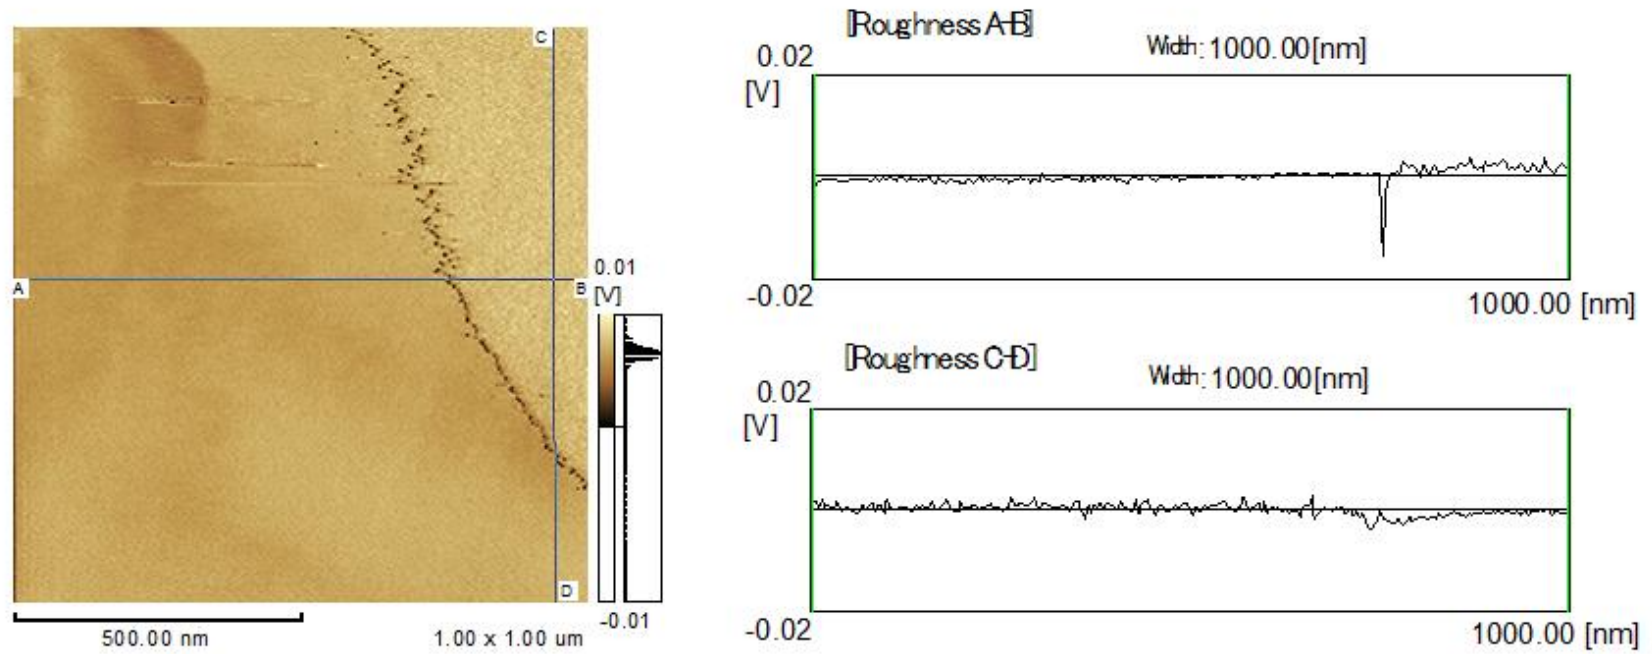 C
A
B
D
0.01
[V]
-0.01
500.00 nm
1.00 x 1.00 um
[Roughness A-B]
Width: 1000.00[nm]
0.02
[V]
-0.02
1000.00 [nm]
[Roughness C-D]
Width: 1000.00[nm]
0.02
[V]
-0.02
1000.00 [nm]